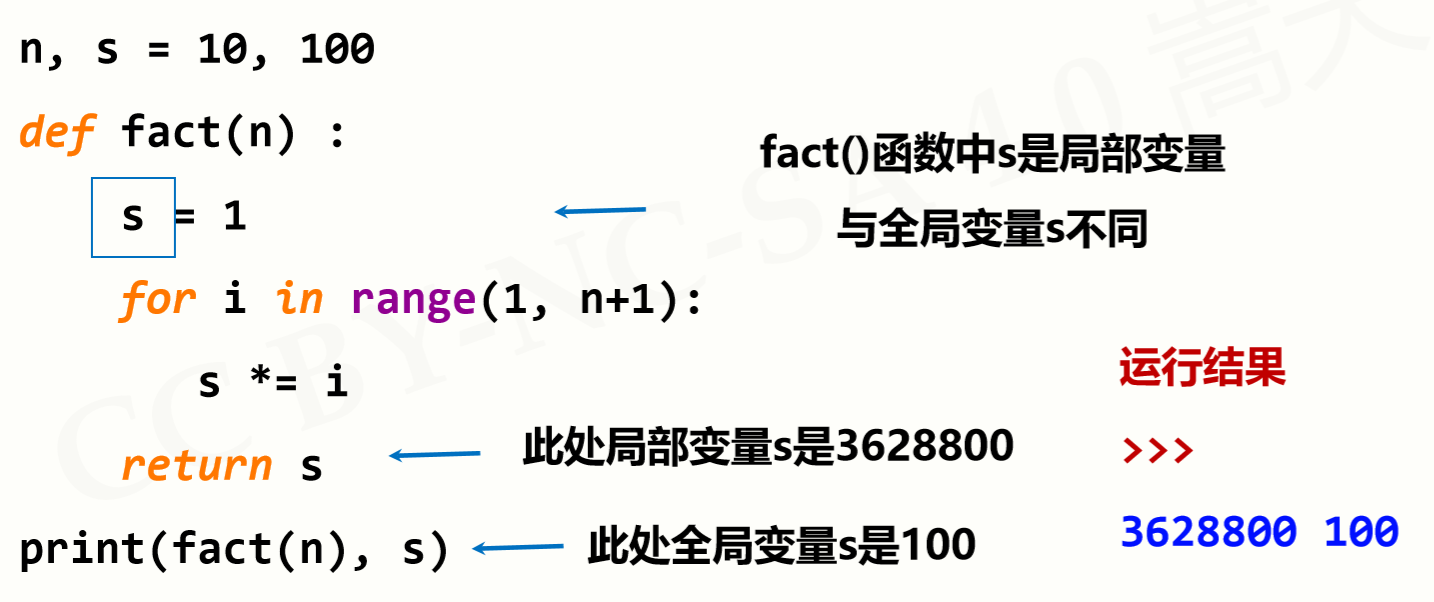 n, s = 10, 100
def fact(n) :
s = 1
fact()函数中s是局部变量
与全局变量s不同
for i in range(1, n+1):
s *= i
return s
此处局部变量s是3628800
print(fact(n), s)
此处全局变量s是100
运行结果
>>>
3628800 100
CC BY-NC-SA 4.0 嵩天